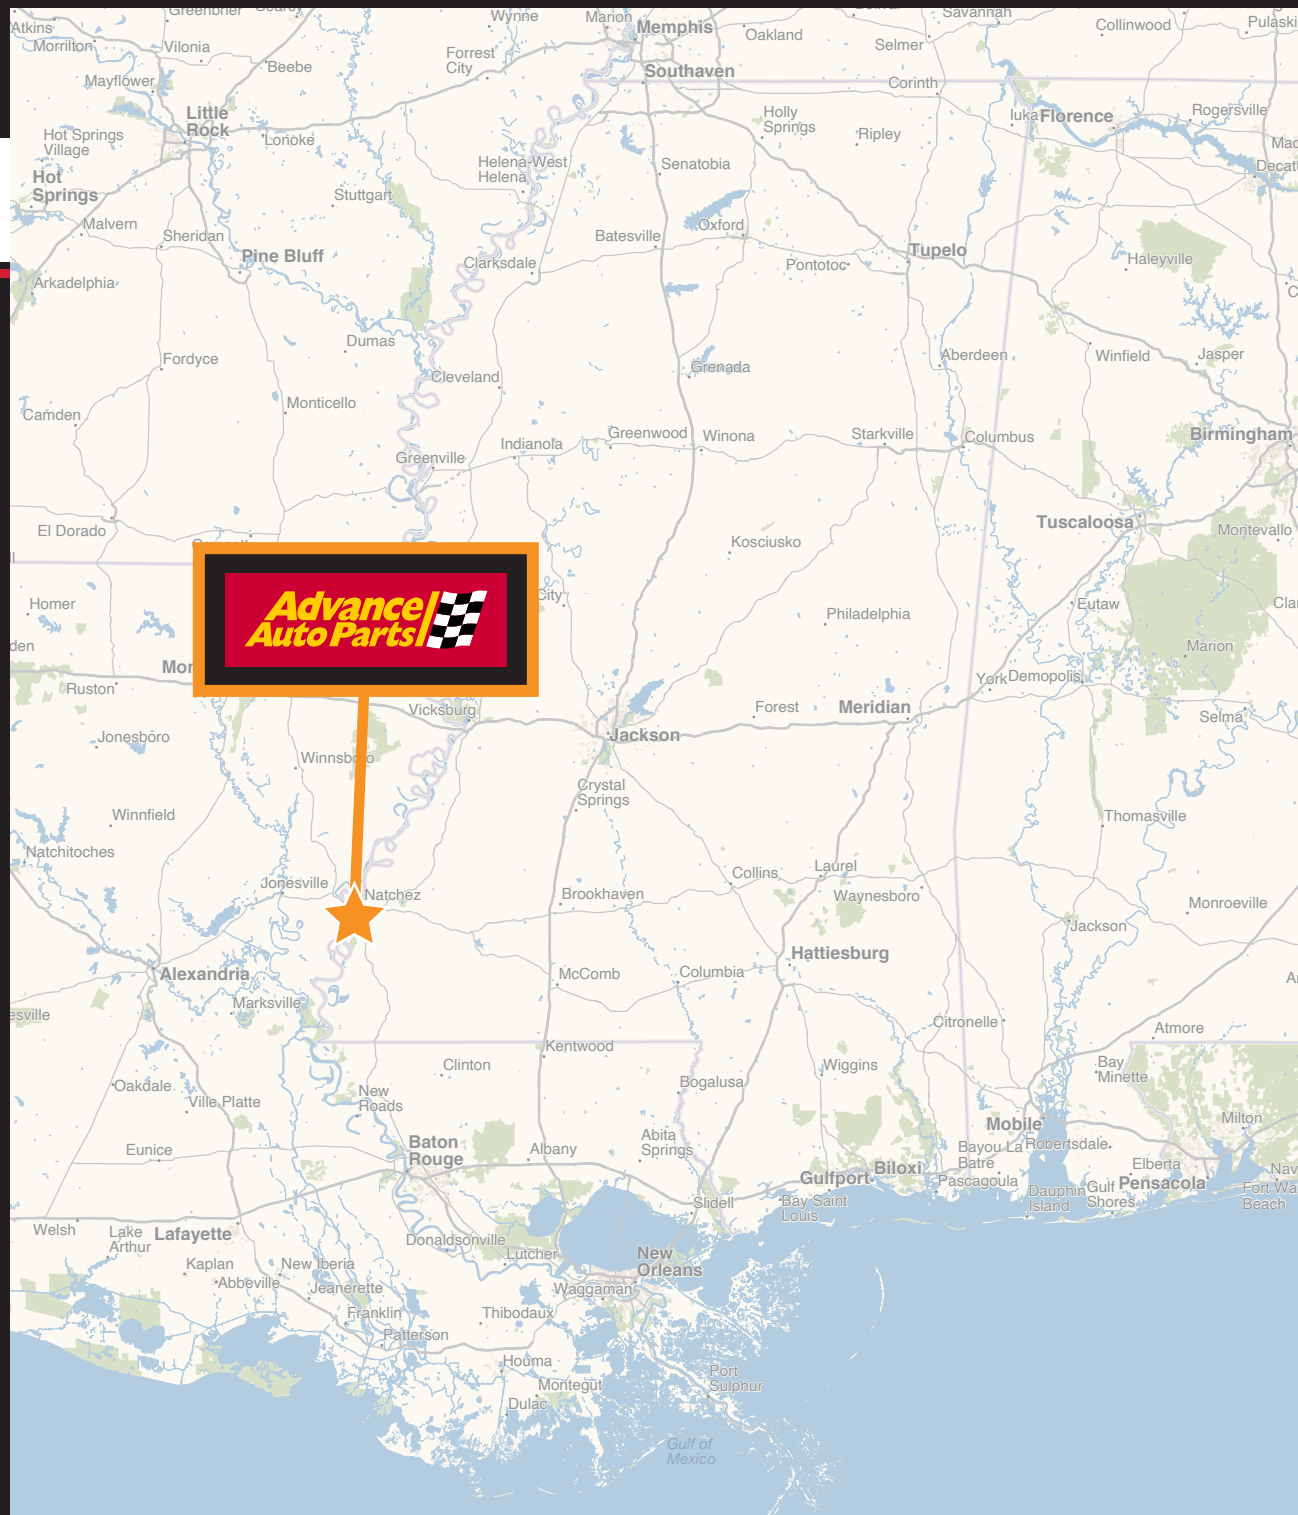 Atkins
Greenbrier
Searcy
Wynne
Marion
Memphis
Oakland
Savannah
Collinwood
Pulaski
Morrilton
Vilonia
Beebe
Forrest
City
Selmer
Southaven
Corinth
Mayflower
Little
Rock
Lonoke
Holly
Springs
Ripley
Iuka
Florence
Rogersville
Hot Springs
Village
Helena-West
Helena
Senatobia
Hot
Springs
Stuttgart
Malvern
Sheridan
Pine Bluff
Batesville
Oxford
Clarksdale
Pontotoc
Tupelo
Haleyville
Arkadelphia
Dumas
Fordyce
Grenada
Aberdeen
Winfield
Jasper
Cleveland
Camden
Monticello
Indianola
Greenwood
Winona
Starkville
Columbus
Birmingham
Greenville
El Dorado
Kosciusko
Tuscaloosa
Montevallo
Homer
City
Philadelphia
Eutaw
Advance
Auto Parts
Marion
Mon
Ruston
York
Demopolis
Vicksburg
Forest
Meridian
Selma
Jonesboro
Jackson
Winnsboro
Crystal
Springs
Winnfield
Thomasville
Natchitoches
Jonesville
Natchez
Brookhaven
Collins
Laurel
Waynesboro
Monroeville
Jackson
Alexandria
McComb
Columbia
Hattiesburg
Marksville
esville
Citronelle
Atmore
Kentwood
Clinton
Wiggins
Bay
Minette
Oakdale
Ville Platte
New
Roads
Bogalusa
Milton
Eunice
Baton
Rouge
Albany
Abita
Springs
Mobile
Bayou La
Batre
Robertsdale
Elberta
Gulfport
Biloxi
Pascagoula
Dauphin
Island
Gulf
Shores
Pensacola
Nav
Fort Wa
Beach
Welsh
Lake
Arthur
Lafayette
Slidell
Bay Saint
Louis
Donaldsonville
Lutcher
New
Orleans
Kaplan
Abbeville
New Iberia
Jeanerette
Waggaman
Franklin
Thibodaux
Patterson
Houma
Montegut
Dulac
Port
Sulphur
Gulf of
Mexico